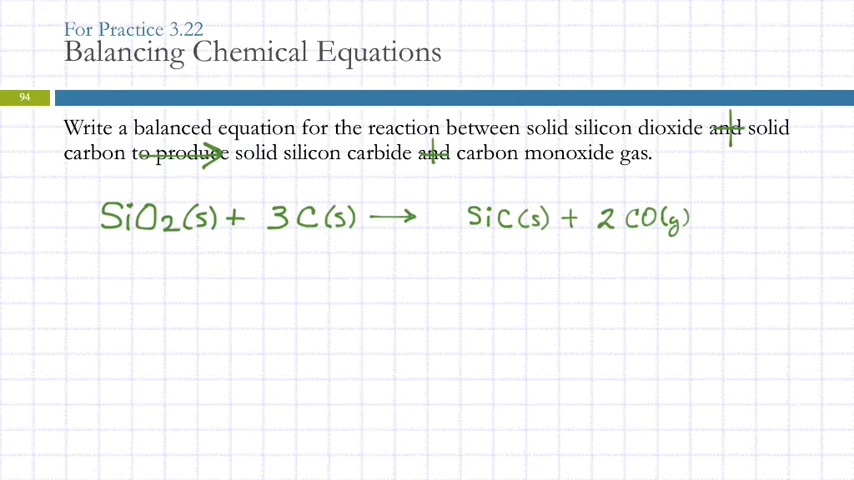 For Practice 3.22
Balancing Chemical Equations
94
Write a balanced equation for the reaction between solid silicon dioxide and solid
carbon to produce solid silicon carbide and carbon monoxide gas.
SiO₂(s) + 3C(s) → SiC(s) + 2CO(g)